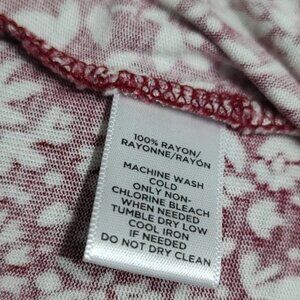 100% RAYON/
RAYONNE/RAYÓN
MACHINE WASH
COLD
ONLY NON-
CHLORINE BLEACH
WHEN NEEDED
TUMBLE DRY LOW
COOL IRON
IF NEEDED
DO NOT DRY CLEAN